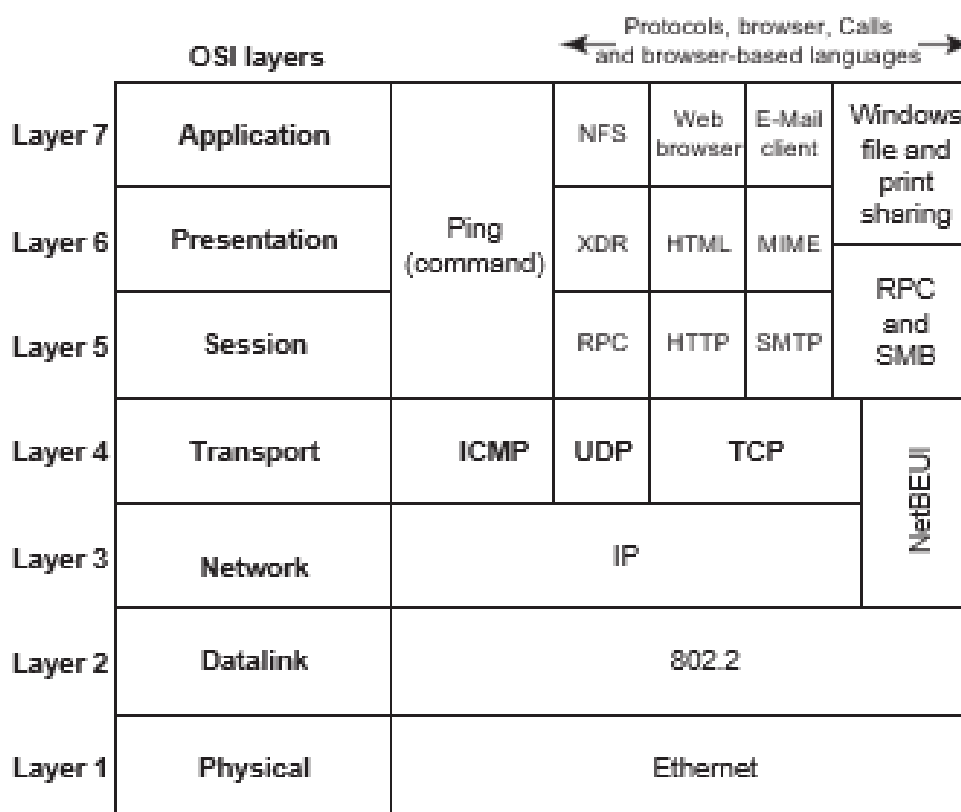 Protocols, browser, Calls
and browser-based languages
OSI layers
Layer 7
Application
NFS
Web
browser
E-Mail
client
Windows
file and
print
sharing
Layer 6
Presentation
Ping
(command)
XDR
HTML
MIME
Layer 5
Session
RPC
HTTP
SMTP
RPC
and
SMB
Layer 4
Transport
ICMP
UDP
TCP
NetBEUI
Layer 3
Network
IP
Layer 2
Datalink
802.2
Layer 1
Physical
Ethernet